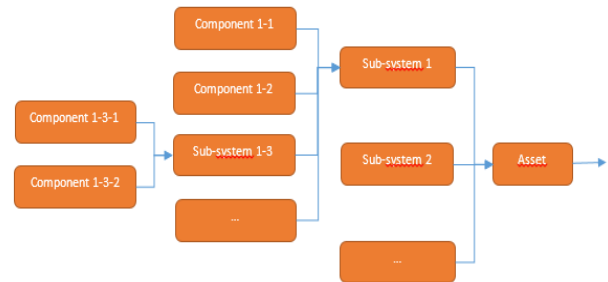 Component 1-1
Component 1-2
Sub-system 1-3
...
Component 1-3-1
Component 1-3-2
Sub-system 1
Sub-system 2
...
Asset